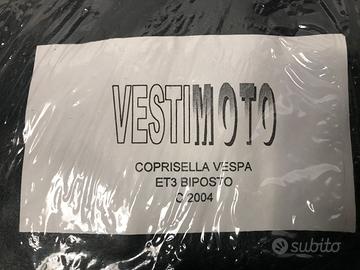 VESTIMOTO
COPRISELLA VESPA
ET3 BIPOSTO
C 2004
subito